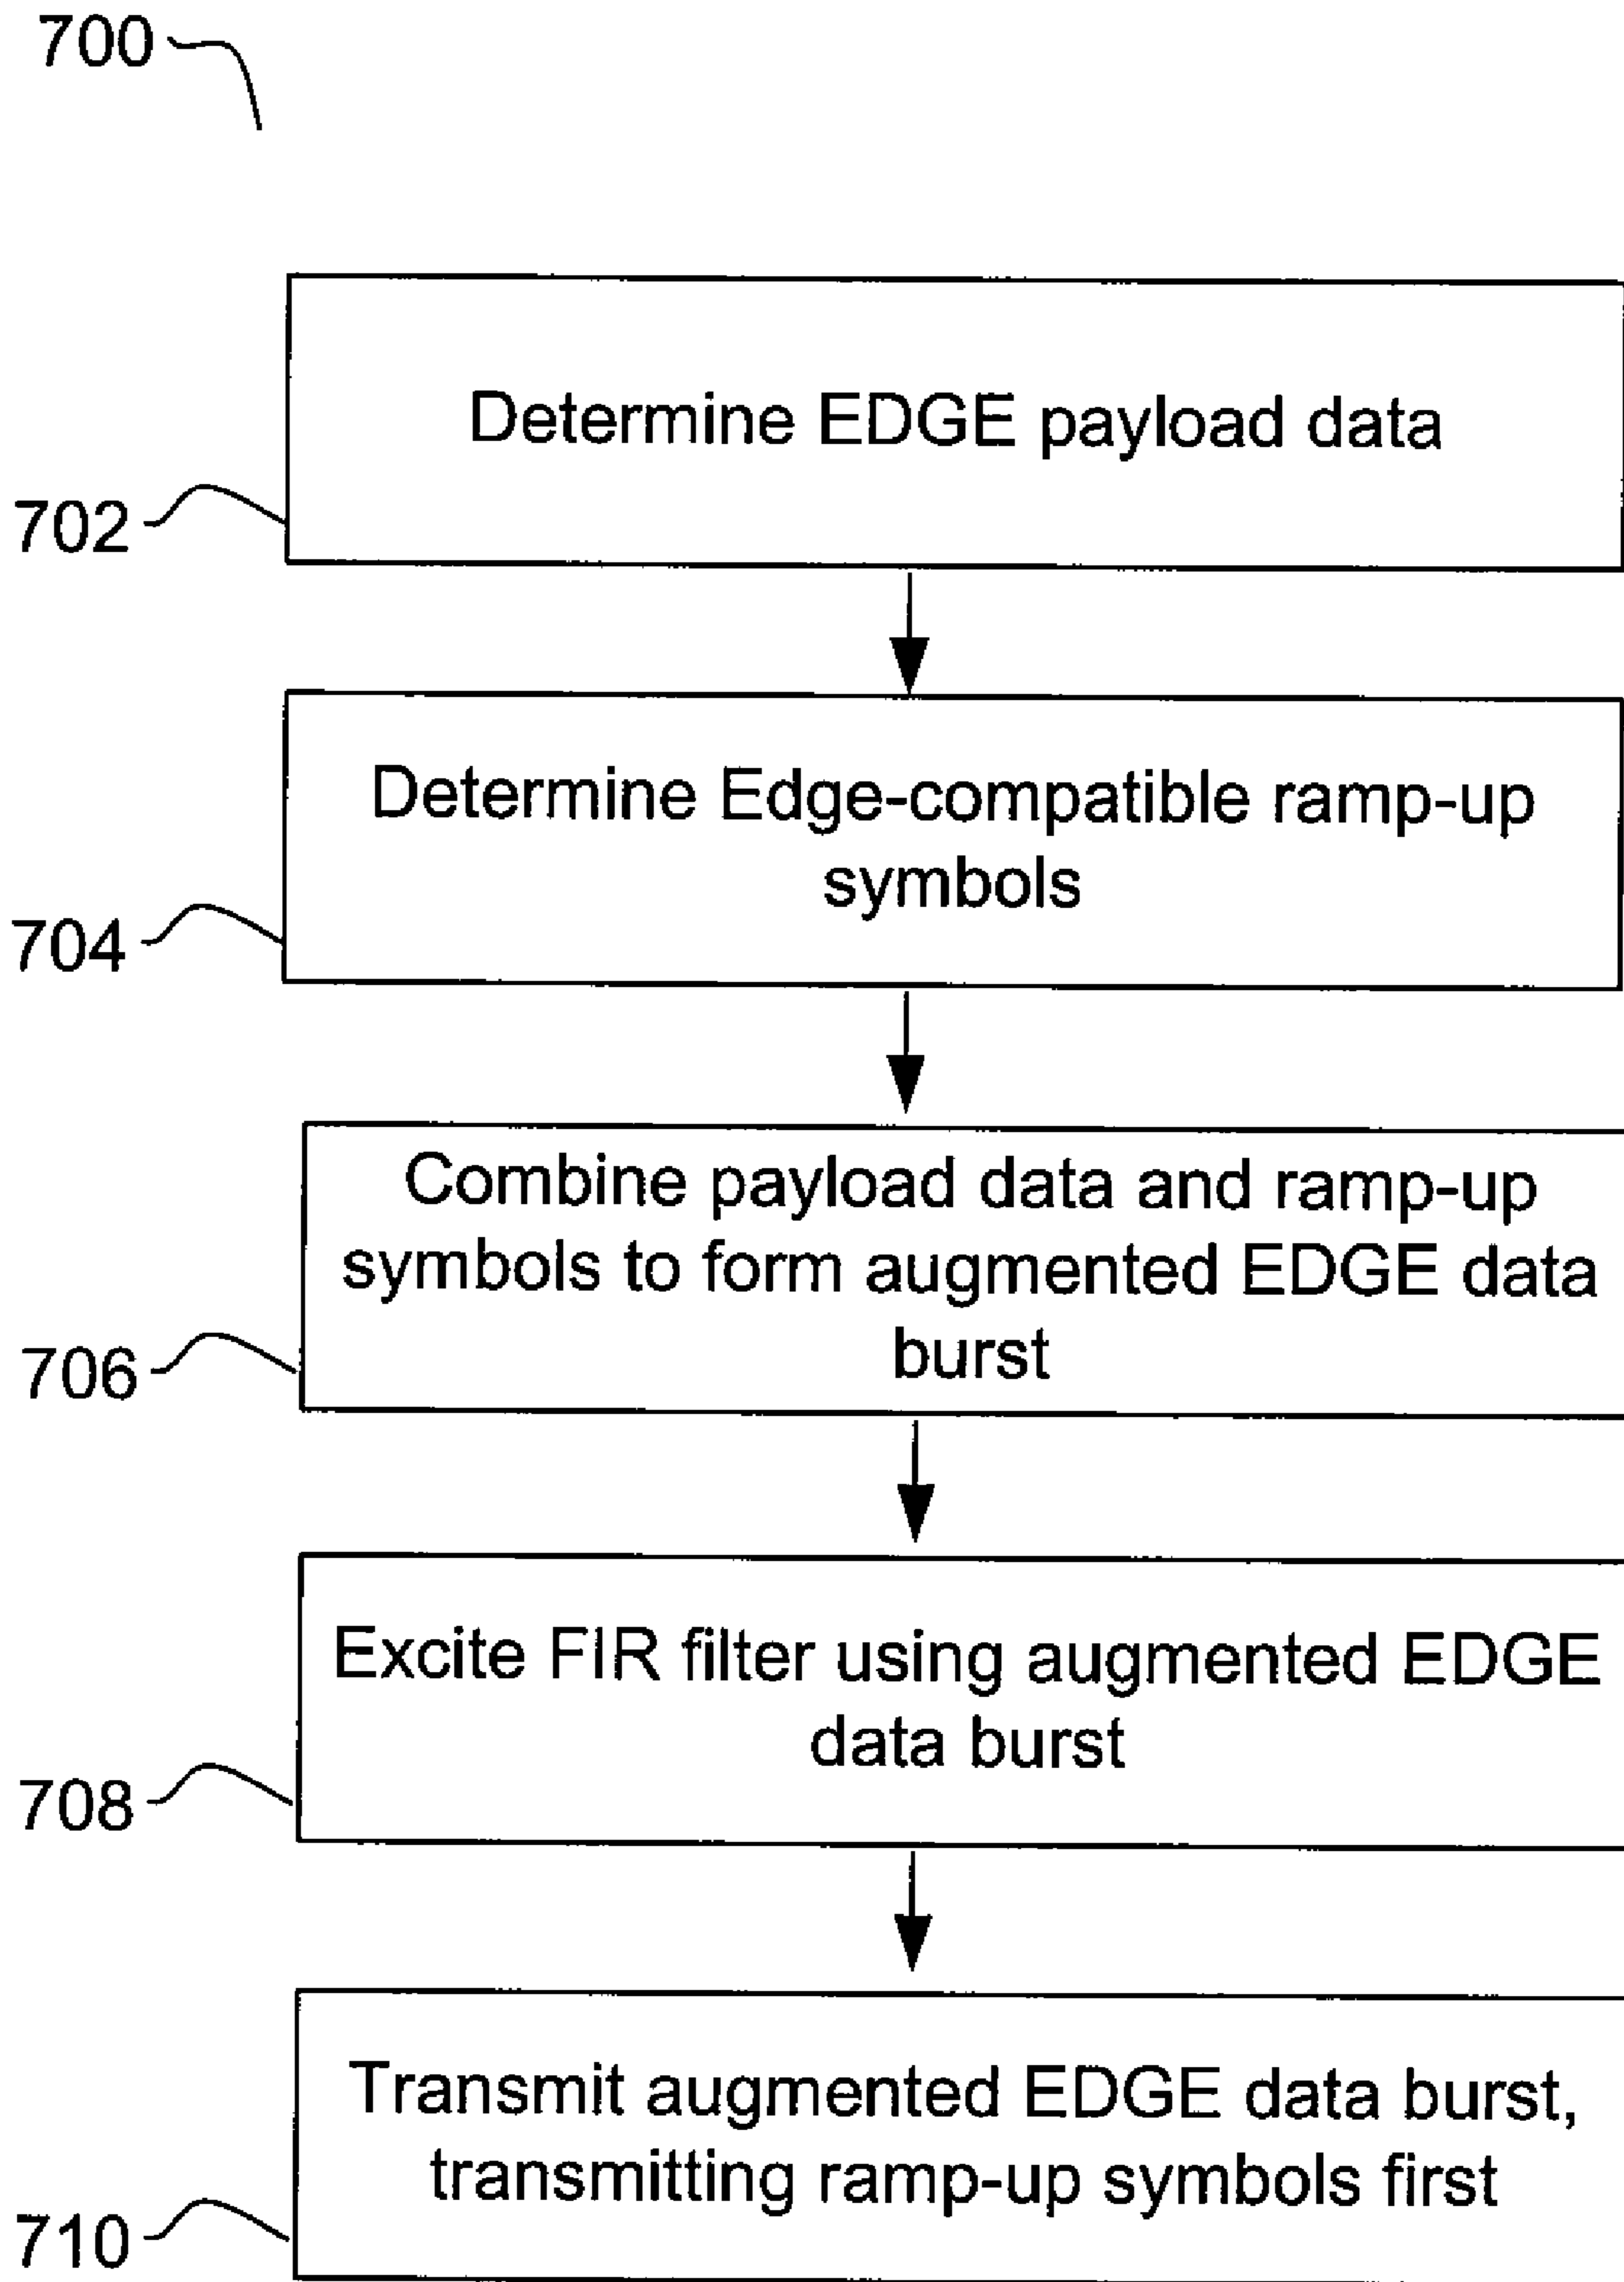 700
Determine EDGE payload data
702
Determine Edge-compatible ramp-up
symbols
704
Combine payload data and ramp-up
symbols to form augmented EDGE data
burst
706
Excite FIR filter using augmented EDGE
data burst
708
Transmit augmented EDGE data burst,
transmitting ramp-up symbols first
710